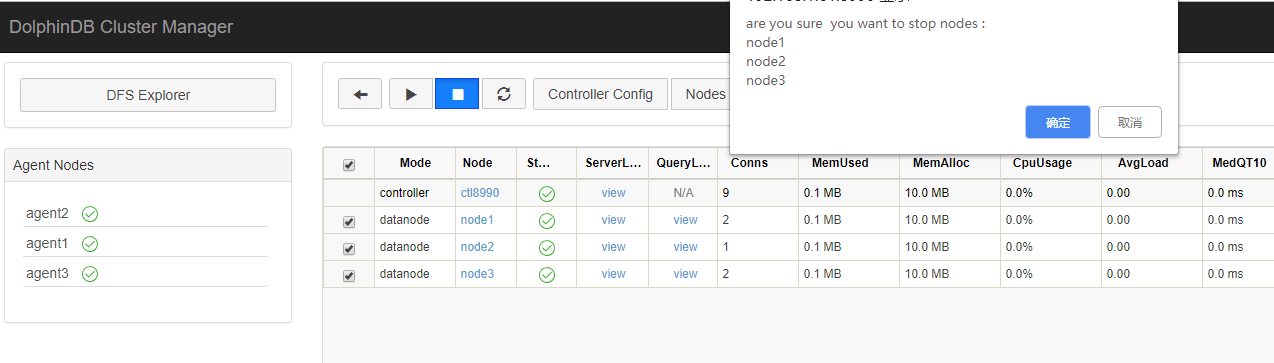 DolphinDB Cluster Manager
are you sure you want to stop nodes :
node1
node2
node3
确定
取消
DFS Explorer
Controller Config
Nodes
Agent Nodes
agent2
agent1
agent3
Mode Node St... ServerL... QueryL... Conns MemUsed MemAlloc CpuUsage AvgLoad MedQT10
controller ctl8990 view N/A 9 0.1 MB 10.0 MB 0.0% 0.00 0.0 ms
datanode node1 view view 2 0.1 MB 10.0 MB 0.0% 0.00 0.0 ms
datanode node2 view view 1 0.1 MB 10.0 MB 0.0% 0.00 0.0 ms
datanode node3 view view 2 0.1 MB 10.0 MB 0.0% 0.00 0.0 ms